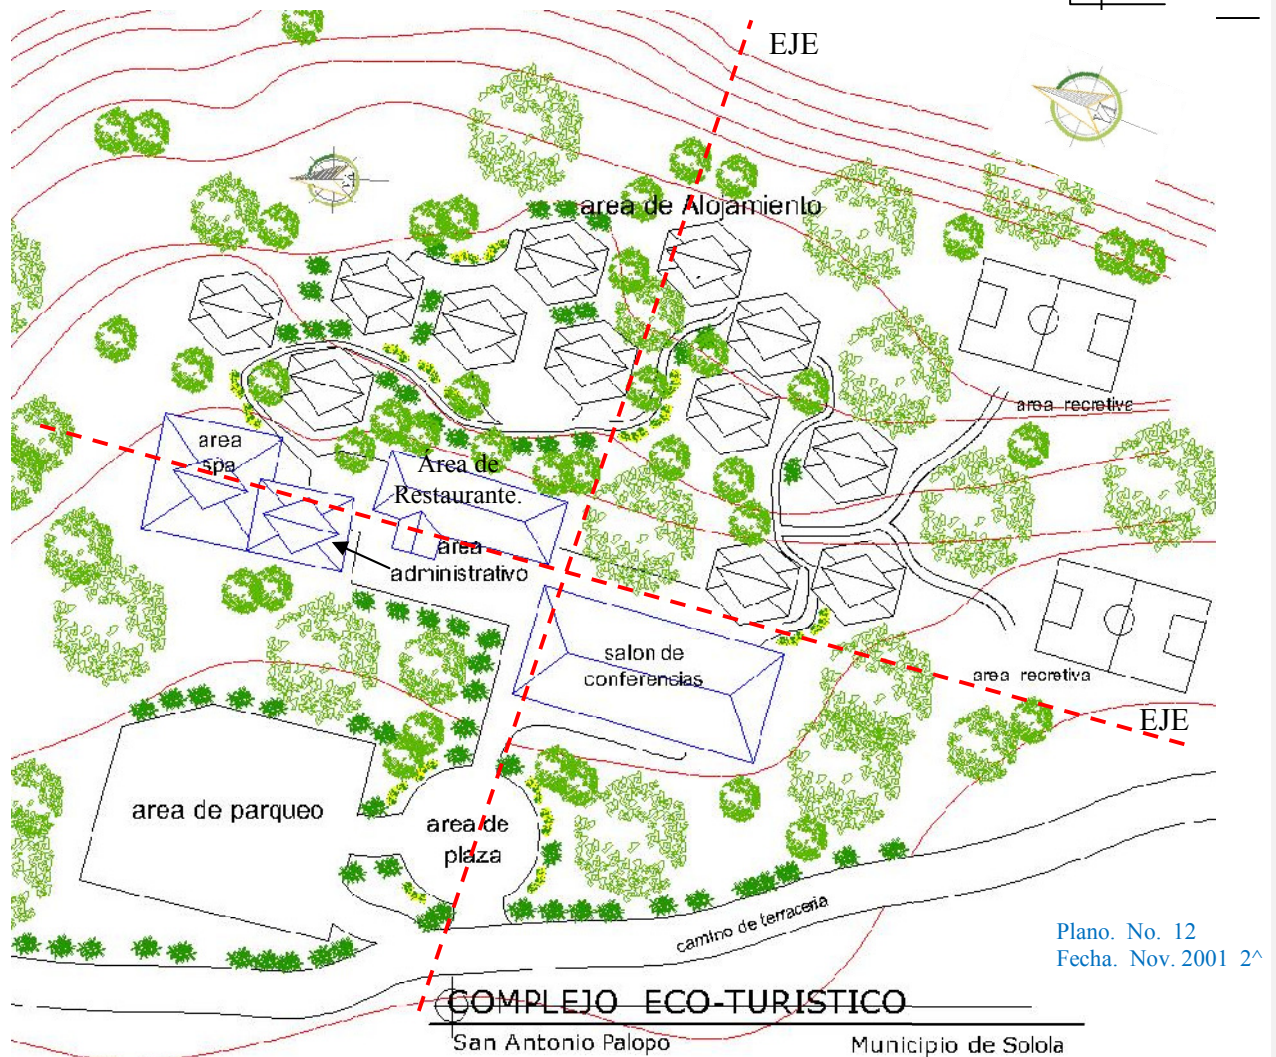 EJE
area de Alojamiento
area recretiva
area
spa
Área de
Restaurante.
area
administrativo
salon de
conferencias
area recretiva
EJE
area de parqueo
area de
plaza
camino de terraceria
Plano. No. 12
Fecha. Nov. 2001 2^
COMPLEJO ECO-TURISTICO
San Antonio Palopo
Municipio de Solola